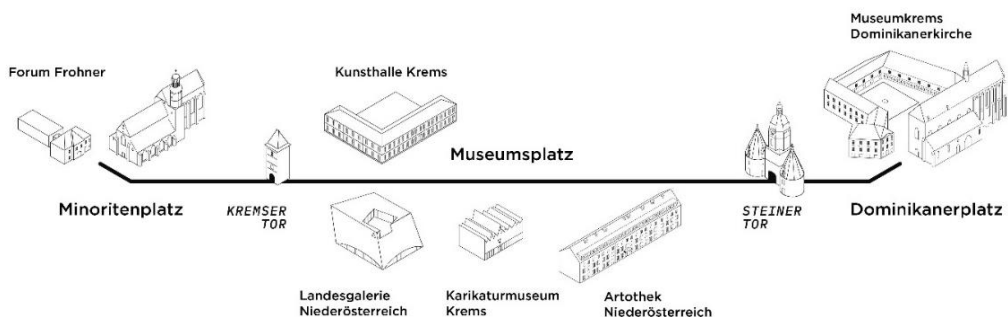 Museumkrems
Dominikanerkirche
Forum Frohner
Kunsthalle Krems
Museumsplatz
Minoritenplatz
KREMSER
TOR
STEINER
TOR
Dominikanerplatz
Landesgalerie
Niederösterreich
Karikaturmuseum
Krems
Artothek
Niederösterreich